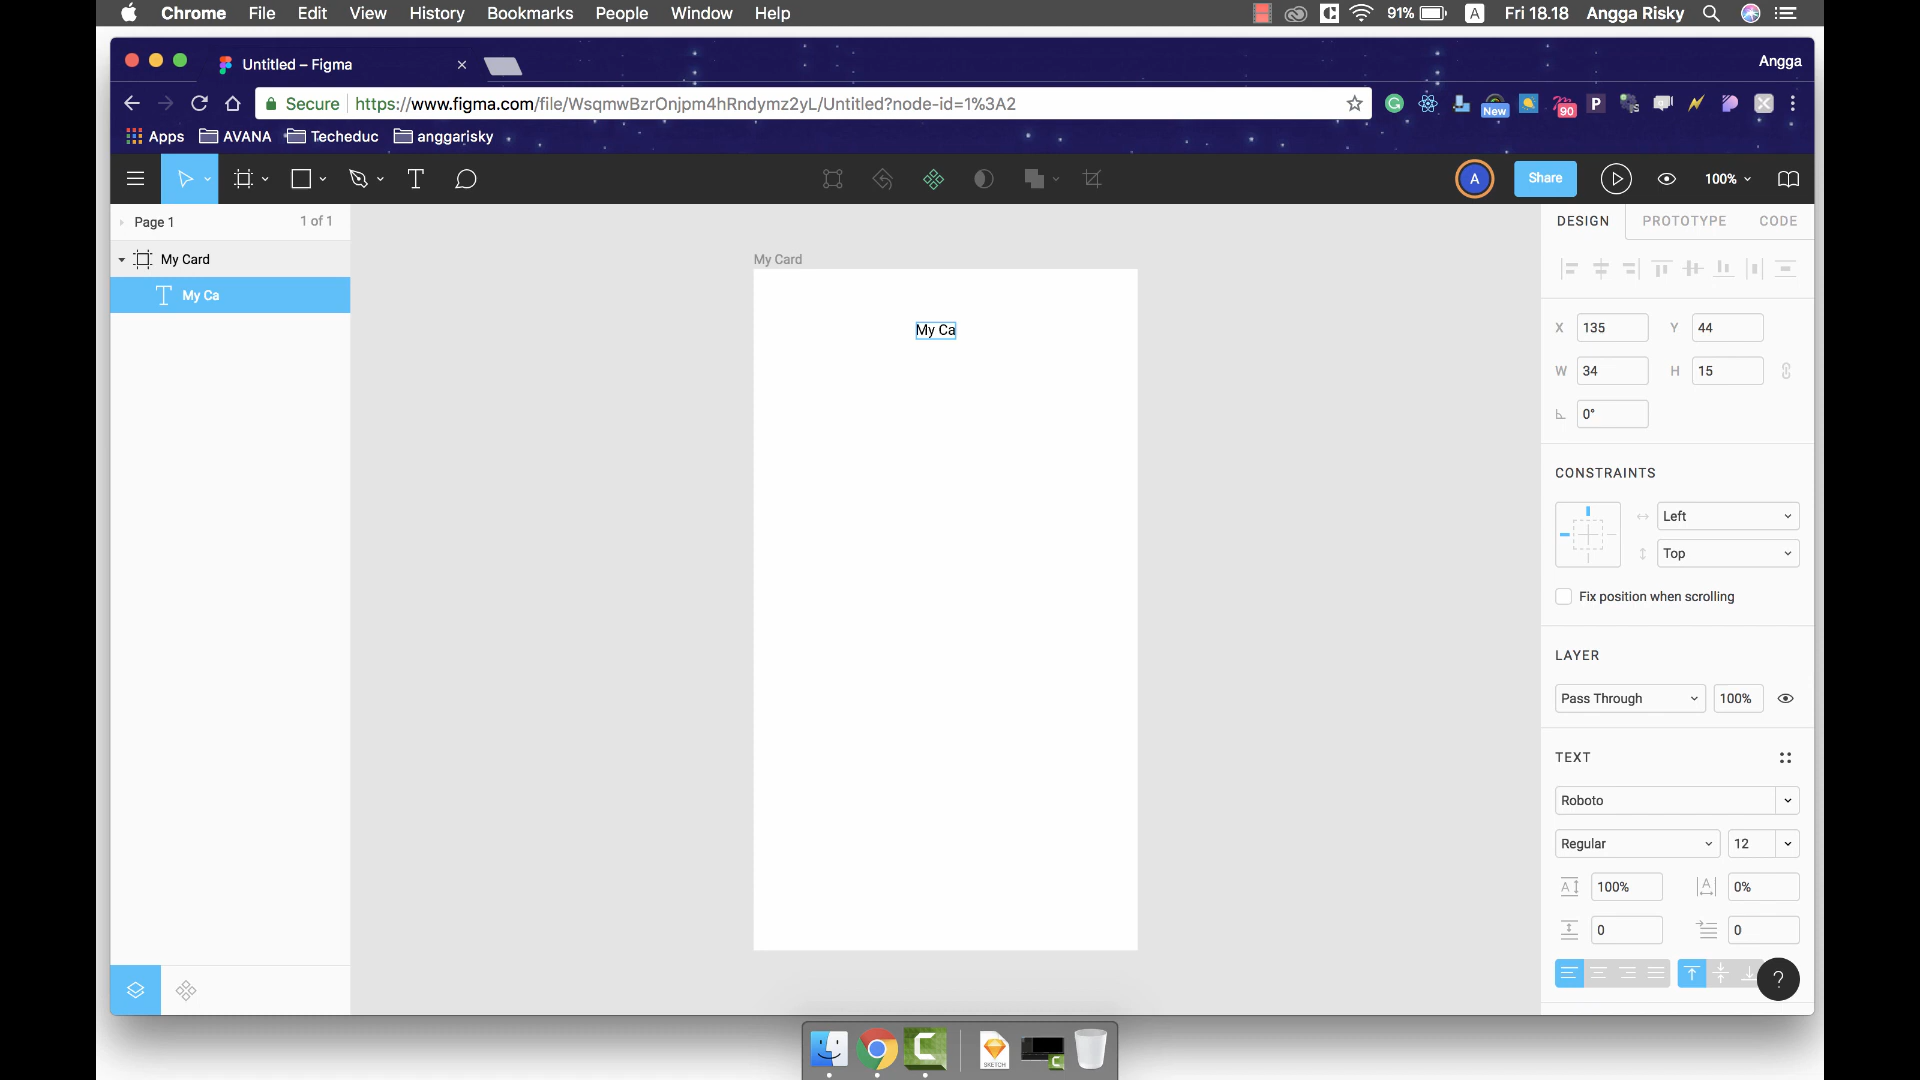 Chrome File Edit View History Bookmarks People Window Help
91% A Fri 18.18 Angga Risky
Untitled – Figma
Angga
Secure https://www.figma.com/file/WsqmwBzrOnjpm4hRndymz2yL/Untitled?node-id=1%3A2
New 90 P
Apps AVANA Techeduc anggarisky
A Share 100%
Page 1 1 of 1
DESIGN PROTOTYPE CODE
My Card
My Ca
My Card
My Ca
X 135 Y 44
W 34 H 15
0°
CONSTRAINTS
Left
Top
Fix position when scrolling
LAYER
Pass Through 100%
TEXT
Roboto
Regular 12
100% 0%
0 0
?
SKETCH